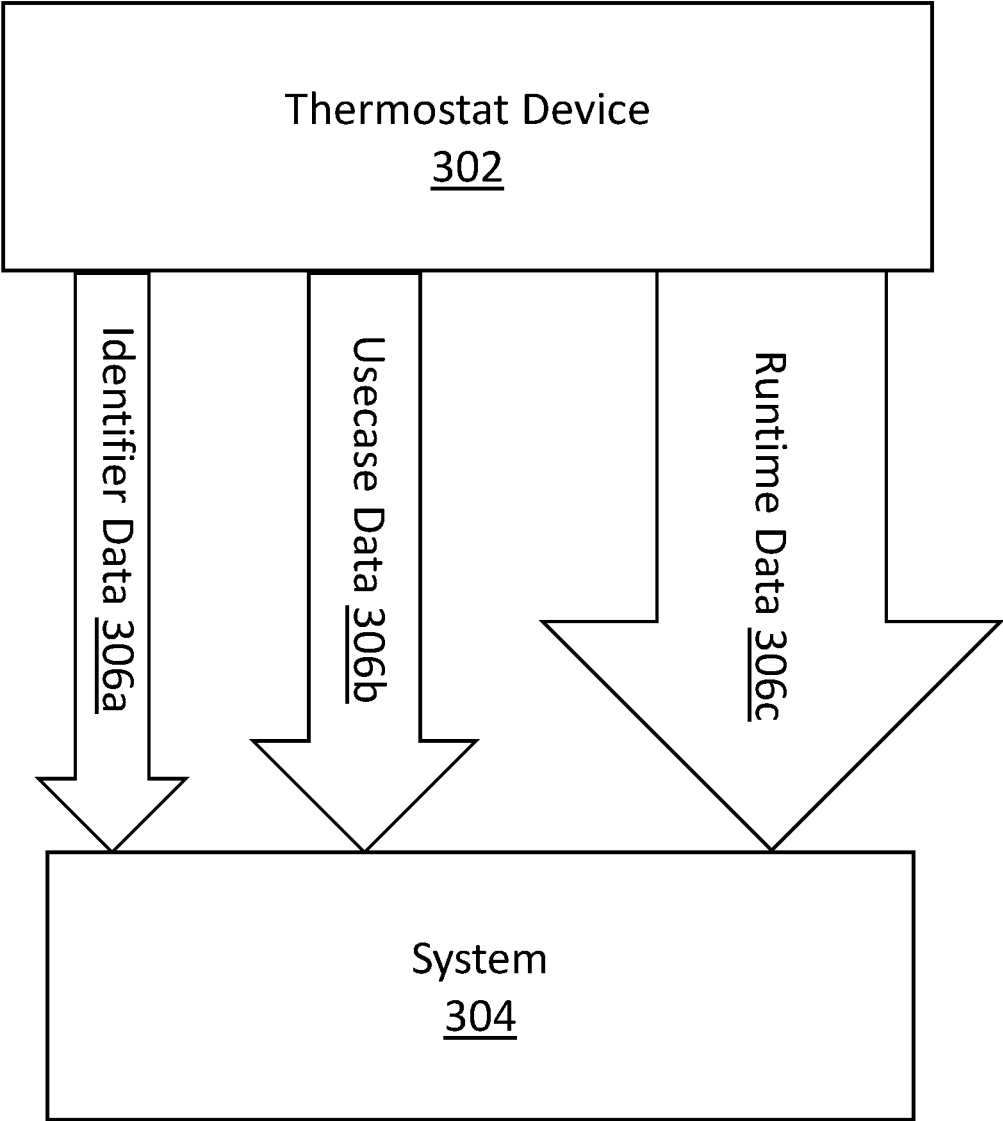 Thermostat Device
302
Identifier Data 306a
Usecase Data 306b
Runtime Data 306c
System
304